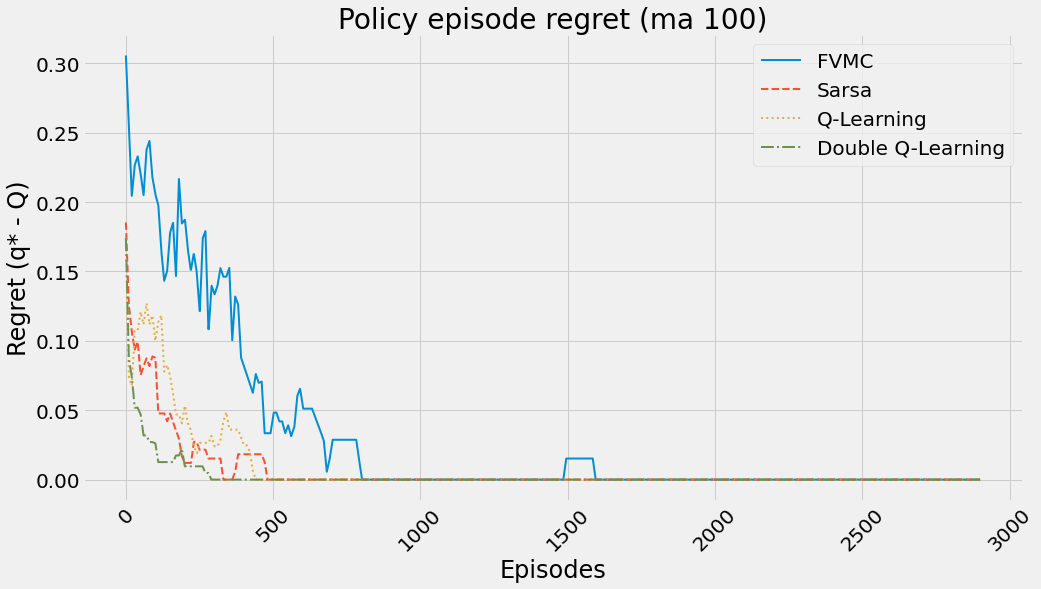 Policy episode regret (ma 100)
FVMC
Sarsa
Q-Learning
Double Q-Learning
Regret (q* - Q)
0.30
0.25
0.20
0.15
0.10
0.05
0.00
0
500
1000
1500
2000
2500
3000
Episodes